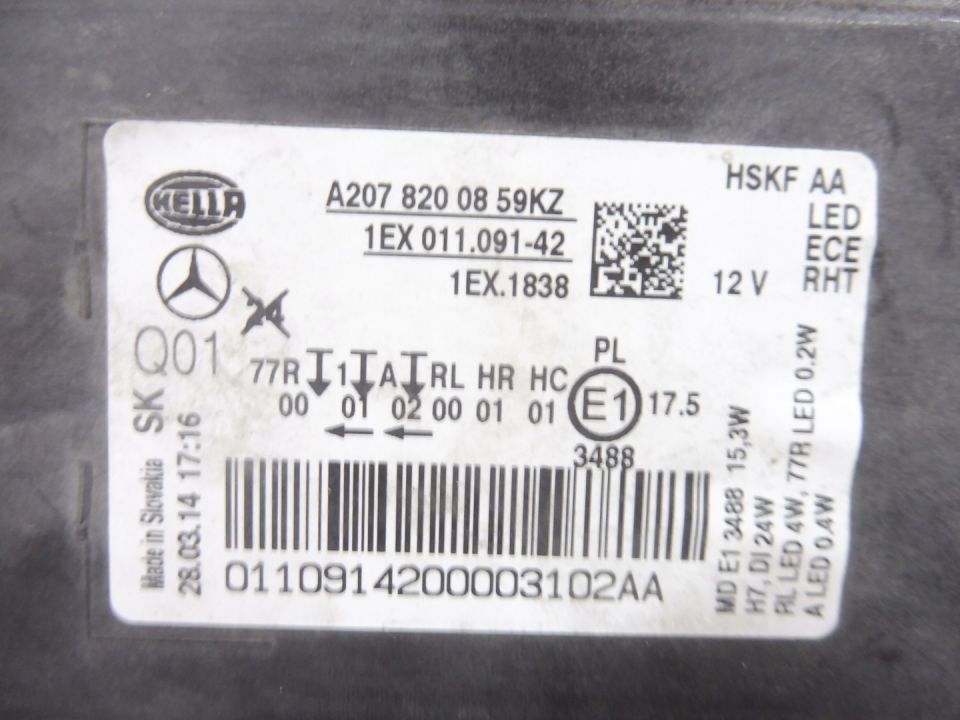 HELLA
A207 820 08 59KZ
1EX 011.091-42
1EX.1838
HSKF AA
LED
ECE
RHT
12 V
24
Q01
SK
77R 1 A RL HR HC
00 01 02 00 01 01
PL
E1
17.5
3488
Made in Slovakia
28.03.14 17:16
0110914200003102AA
MD E1 3488 15,3W
H7, DI 24W
RL LED 4W, 77R LED 0.2W
A LED 0.4W